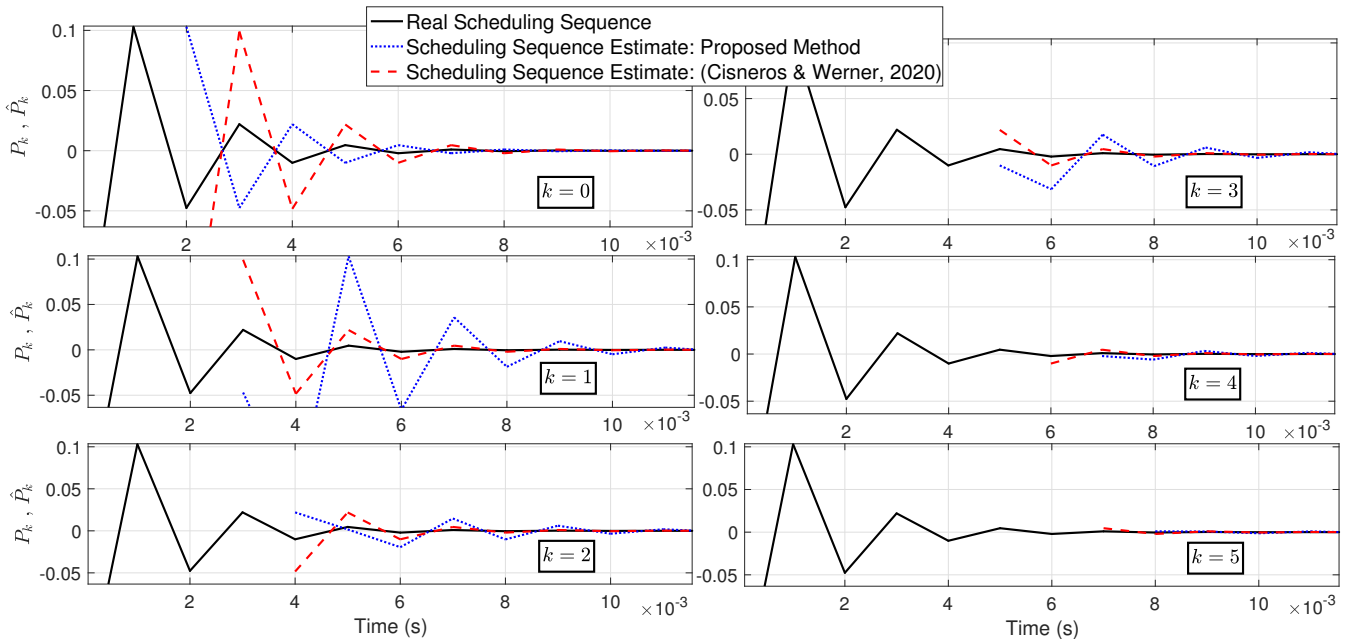 Real Scheduling Sequence
Scheduling Sequence Estimate: Proposed Method
Scheduling Sequence Estimate: (Cisneros & Werner, 2020)
0.1
0.05
0
-0.05
P_k , P̂_k
k = 0
2 4 6 8 10
×10⁻³
0.05
0
-0.05
k = 3
2 4 6 8 10
×10⁻³
0.1
0.05
0
-0.05
P_k , P̂_k
k = 1
2 4 6 8 10
×10⁻³
0.1
0.05
0
-0.05
k = 4
2 4 6 8 10
×10⁻³
0.1
0.05
0
-0.05
P_k , P̂_k
k = 2
2 4 6 8 10
×10⁻³
Time (s)
0.1
0.05
0
-0.05
k = 5
2 4 6 8 10
×10⁻³
Time (s)